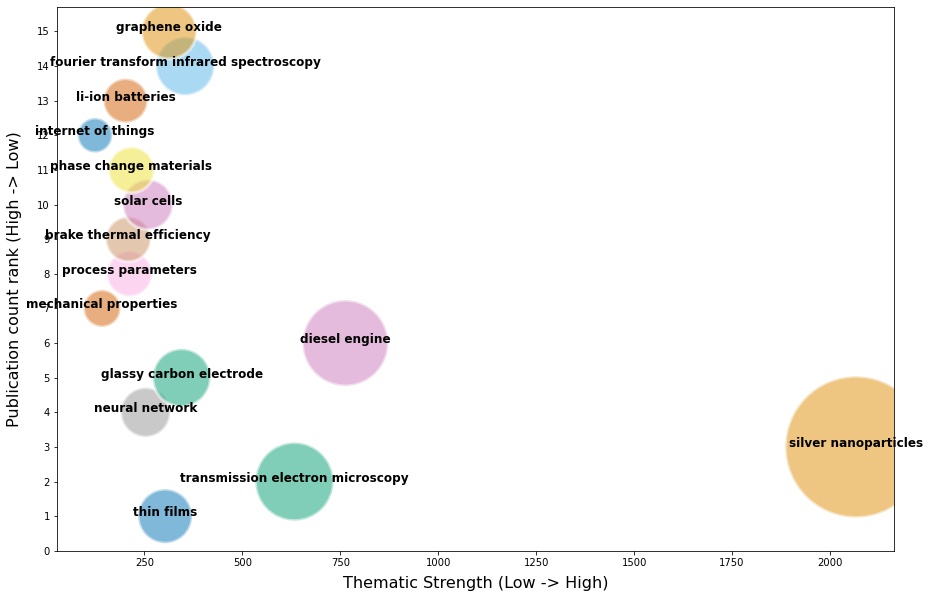 15
graphene oxide
14
fourier transform infrared spectroscopy
13
li-ion batteries
12
internet of things
11
phase change materials
10
solar cells
9
brake thermal efficiency
8
process parameters
7
mechanical properties
6
diesel engine
5
glassy carbon electrode
4
neural network
3
silver nanoparticles
2
transmission electron microscopy
1
thin films
0
Publication count rank (High -> Low)
250 500 750 1000 1250 1500 1750 2000
Thematic Strength (Low -> High)